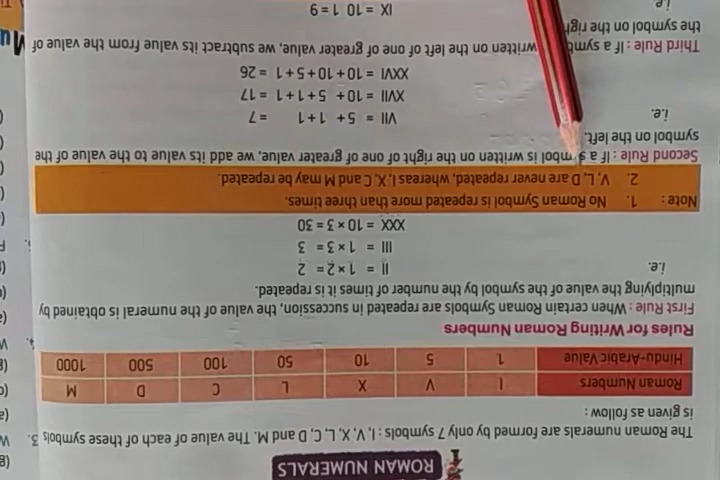 ROMAN NUMERALS
The Roman numerals are formed by only 7 symbols : I, V, X, L, C, D and M. The value of each of these symbols
is given as follow :
Roman Numbers I V X L C D M
Hindu-Arabic Value 1 5 10 50 100 500 1000
Rules for Writing Roman Numbers
First Rule : When certain Roman Symbols are repeated in succession, the value of the numeral is obtained by
multiplying the value of the symbol by the number of times it is repeated.
i.e. II = 1 × 2 = 2
III = 1 × 3 = 3
XXX = 10 × 3 = 30
Note : 1. No Roman Symbol is repeated more than three times.
2. V, L, D are never repeated, whereas I, X, C and M may be repeated.
Second Rule : If a symbol is written on the right of one of greater value, we add its value to the value of the
symbol on the left.
i.e. VII = 5 + 1 + 1 = 7
XVII = 10 + 5 + 1 + 1 = 17
XXVI = 10 + 10 + 5 + 1 = 26
Third Rule : If a symb written on the left of one of greater value, we subtract its value from the value of
the symbol on the righ
i.e. IX = 10 1 = 9
3.